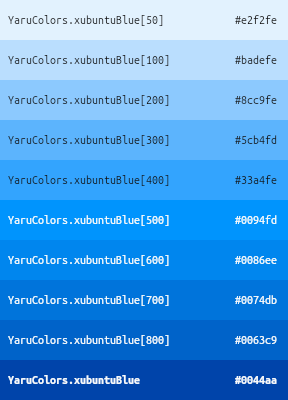 YaruColors.xubuntuBlue[50] #e2f2fe
YaruColors.xubuntuBlue[100] #badefe
YaruColors.xubuntuBlue[200] #8cc9fe
YaruColors.xubuntuBlue[300] #5cb4fd
YaruColors.xubuntuBlue[400] #33a4fe
YaruColors.xubuntuBlue[500] #0094fd
YaruColors.xubuntuBlue[600] #0086ee
YaruColors.xubuntuBlue[700] #0074db
YaruColors.xubuntuBlue[800] #0063c9
YaruColors.xubuntuBlue #0044aa